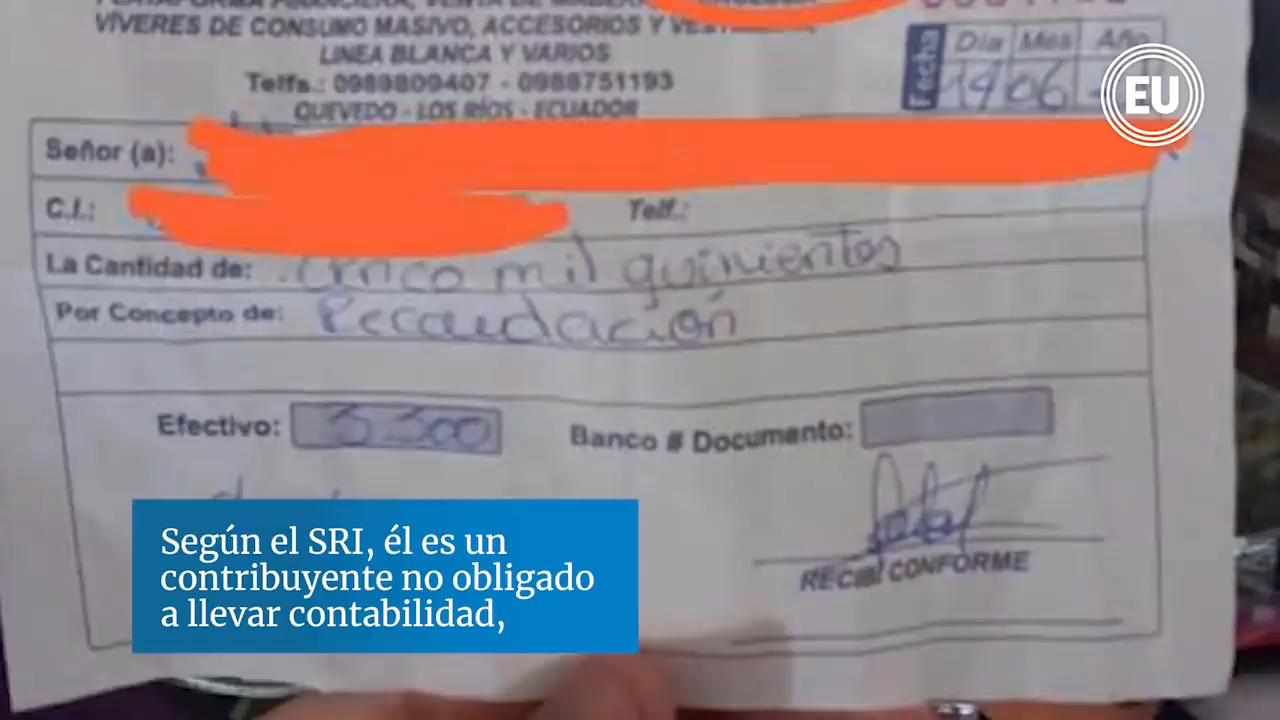 VÍVERES DE CONSUMO MASIVO, ACCESORIOS Y
LINEA BLANCA Y VARIOS
Telfs.: 0989809407 - 0988751193
QUEVEDO - LOS RÍOS - ECUADOR
Fecha Día Mes Año
19 06
EU
Señor (a):
C.I.: Telf.:
La Cantidad de: cinco mil quinientos
Por Concepto de: Recaudación
Efectivo: 5.500 Banco # Documento:
RECIBÍ CONFORME
Según el SRI, él es un
contribuyente no obligado
a llevar contabilidad,